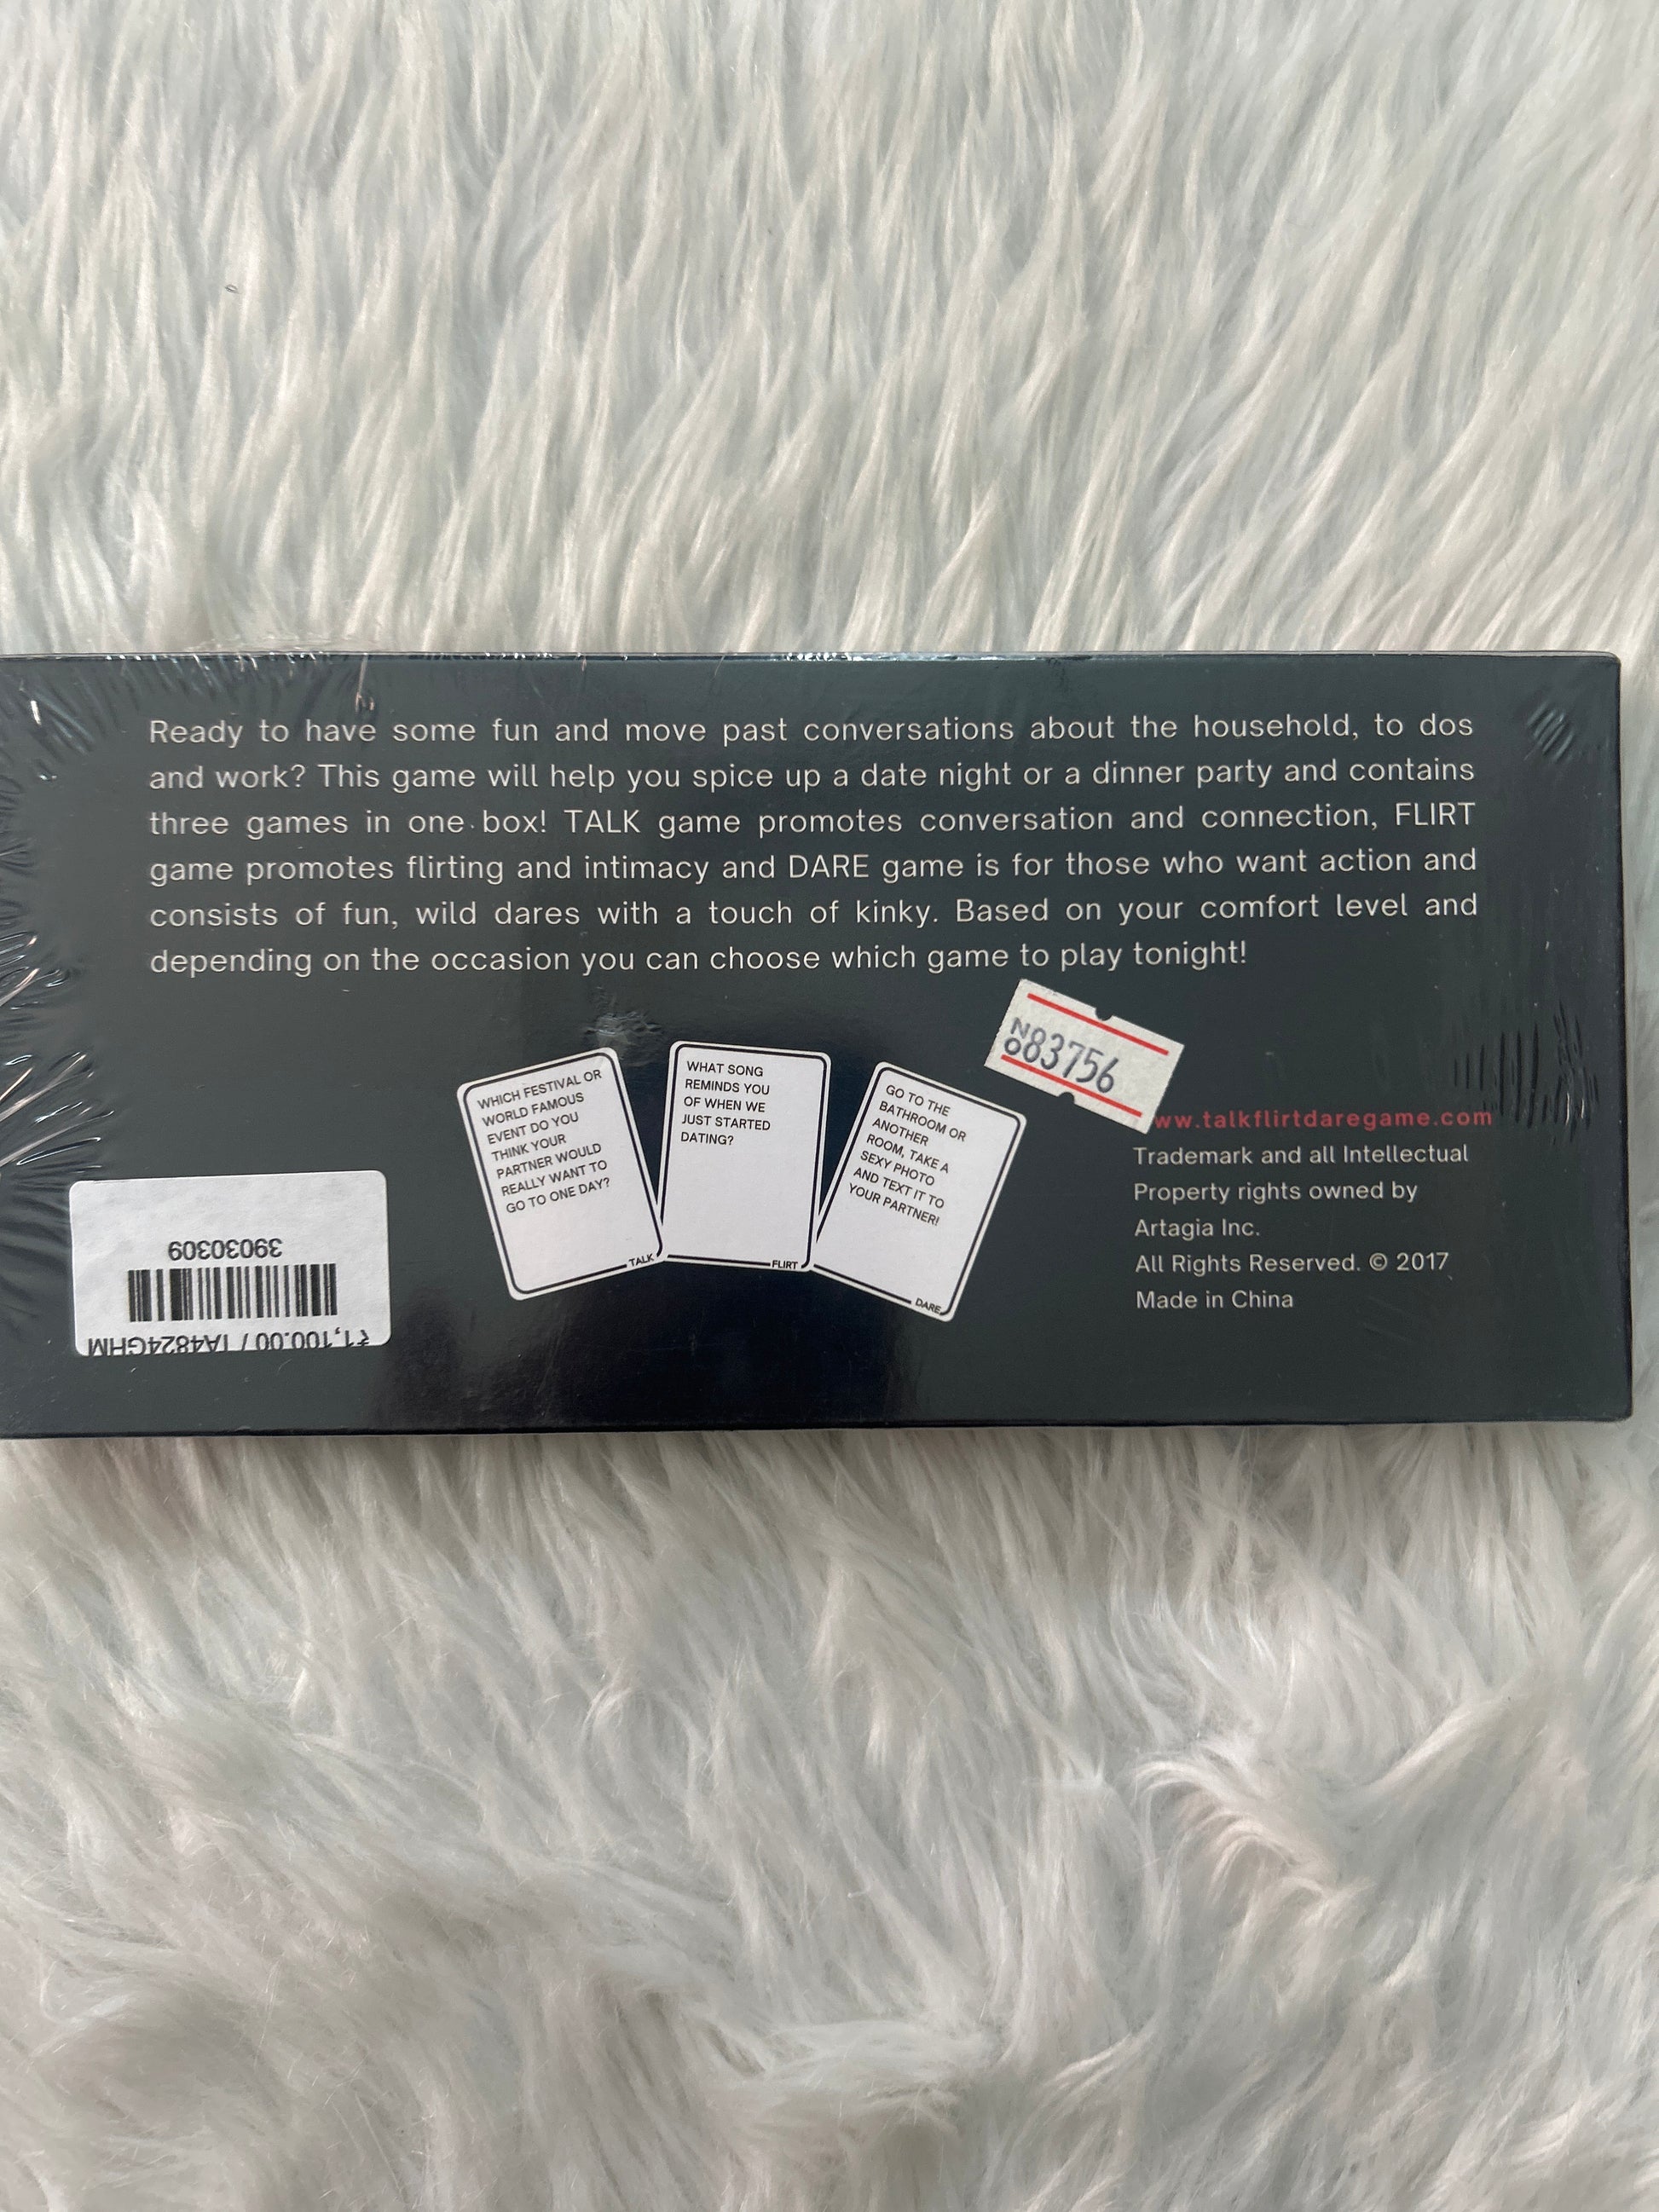 Ready to have some fun and move past conversations about the household, to dos
and work? This game will help you spice up a date night or a dinner party and contains
three games in one box! TALK game promotes conversation and connection, FLIRT
game promotes flirting and intimacy and DARE game is for those who want action and
consists of fun, wild dares with a touch of kinky. Based on your comfort level and
depending on the occasion you can choose which game to play tonight!
WHICH FESTIVAL OR
WORLD FAMOUS
EVENT DO YOU
THINK YOUR
PARTNER WOULD
REALLY WANT TO
GO TO ONE DAY?
TALK
WHAT SONG
REMINDS YOU
OF WHEN WE
JUST STARTED
DATING?
FLIRT
GO TO THE
BATHROOM OR
ANOTHER
ROOM, TAKE A
SEXY PHOTO
AND TEXT IT TO
YOUR PARTNER!
DARE
No83756
www.talkflirtdaregame.com
Trademark and all Intellectual
Property rights owned by
Artagia Inc.
All Rights Reserved. © 2017
Made in China
₹1,100.00 / TA4824GHM
39030309